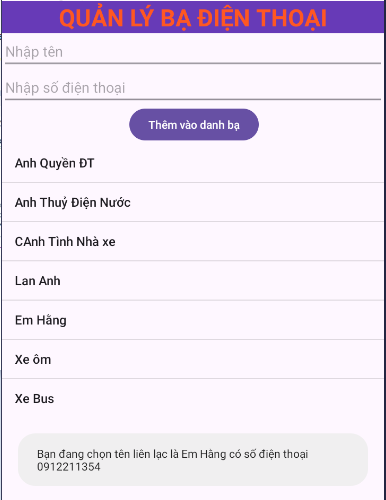 QUẢN LÝ BẠ ĐIỆN THOẠI
Nhập tên
Nhập số điện thoại
Thêm vào danh bạ
Anh Quyền ĐT
Anh Thuỷ Điện Nước
CAnh Tình Nhà xe
Lan Anh
Em Hằng
Xe ôm
Xe Bus
Bạn đang chọn tên liên lạc là Em Hằng có số điện thoại
0912211354